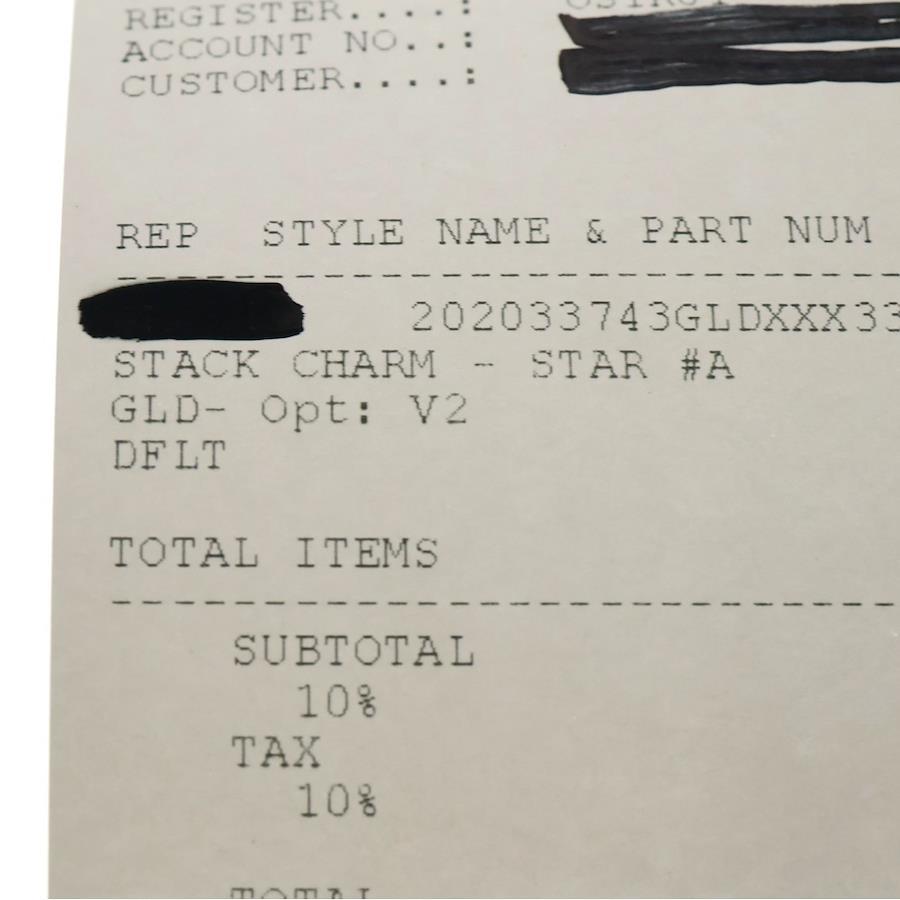 REGISTER....:
ACCOUNT NO..:
CUSTOMER....:
REP STYLE NAME & PART NUM
202033743GLDXXX33
STACK CHARM - STAR #A
GLD- Opt: V2
DFLT
TOTAL ITEMS
SUBTOTAL
10%
TAX
10%
TOTAL